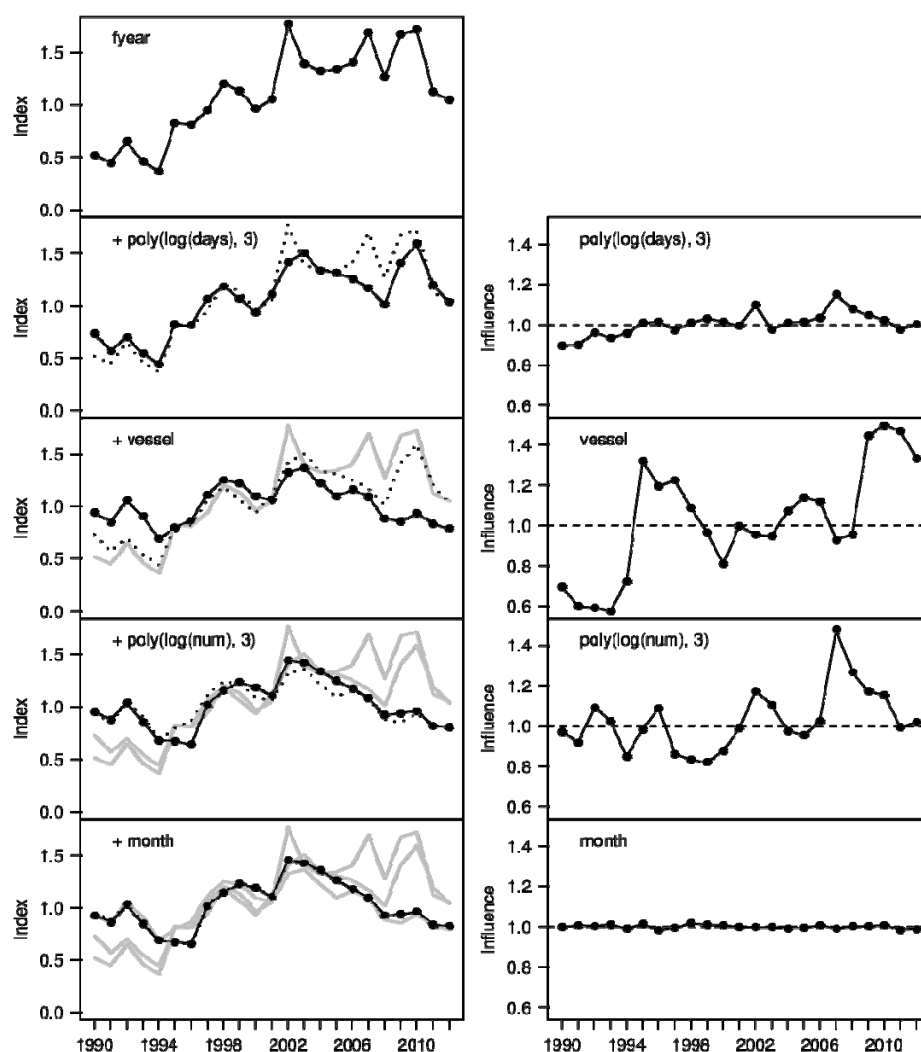 fyear
1.5
1.0
0.5
0.0
Index
+ poly(log(days), 3)
1.5
1.0
0.5
0.0
Index
poly(log(days), 3)
1.4
1.2
1.0
0.8
0.6
Influence
+ vessel
1.5
1.0
0.5
0.0
Index
vessel
1.4
1.2
1.0
0.8
0.6
Influence
+ poly(log(num), 3)
1.5
1.0
0.5
0.0
Index
poly(log(num), 3)
1.4
1.2
1.0
0.8
0.6
Influence
+ month
1.5
1.0
0.5
0.0
Index
month
1.4
1.2
1.0
0.8
0.6
Influence
1990 1994 1998 2002 2006 2010
1990 1994 1998 2002 2006 2010